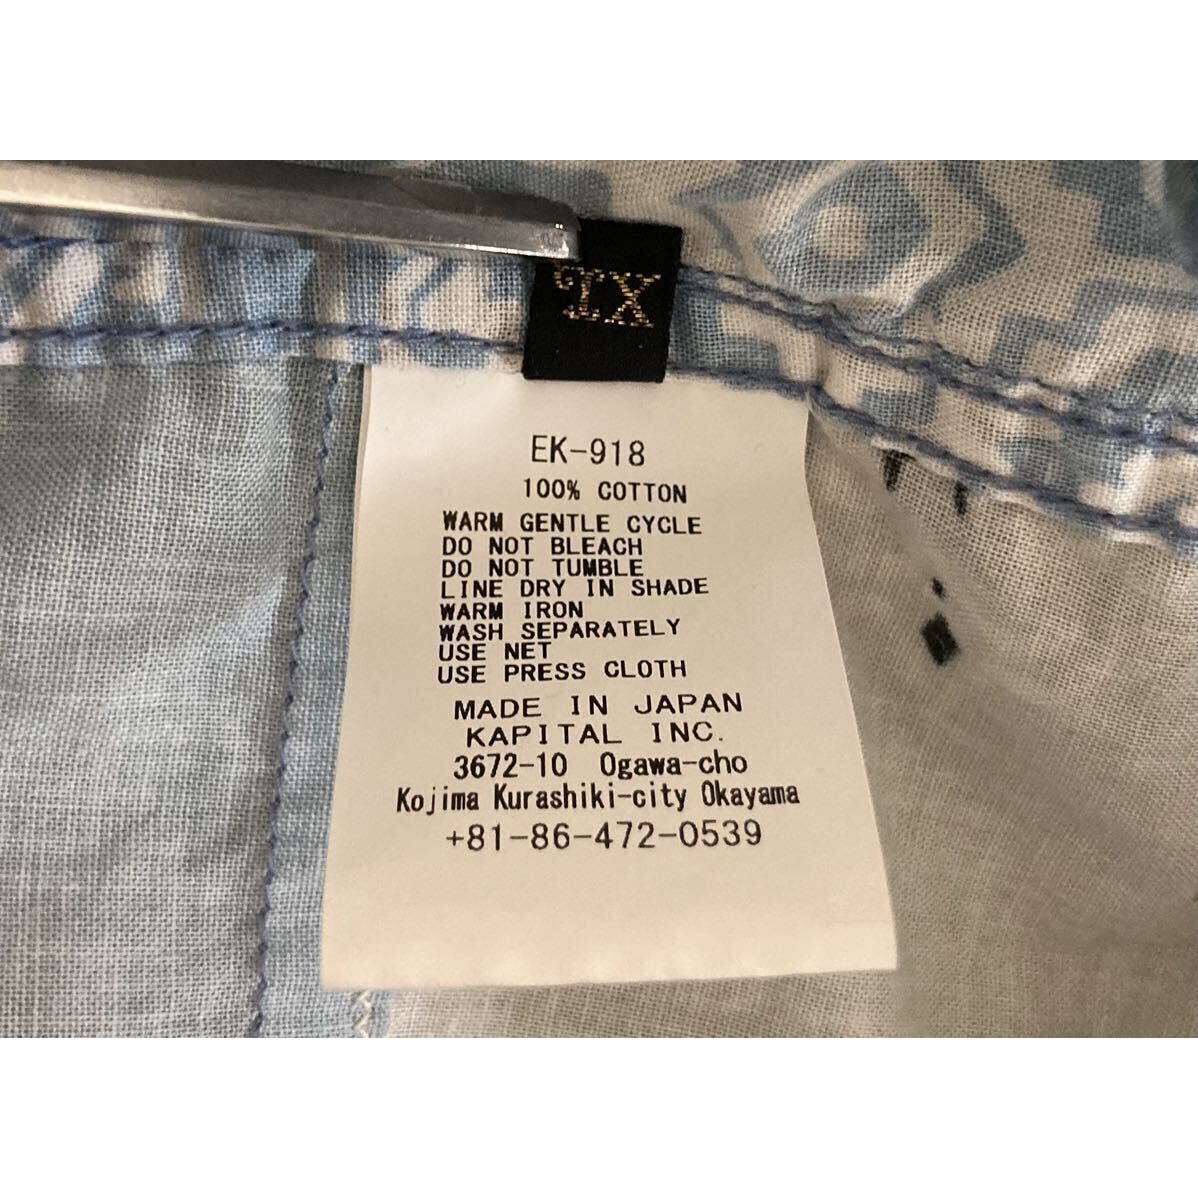 XL
EK-918
100% COTTON
WARM GENTLE CYCLE
DO NOT BLEACH
DO NOT TUMBLE
LINE DRY IN SHADE
WARM IRON
WASH SEPARATELY
USE NET
USE PRESS CLOTH
MADE IN JAPAN
KAPITAL INC.
3672-10 Ogawa-cho
Kojima Kurashiki-city Okayama
+81-86-472-0539